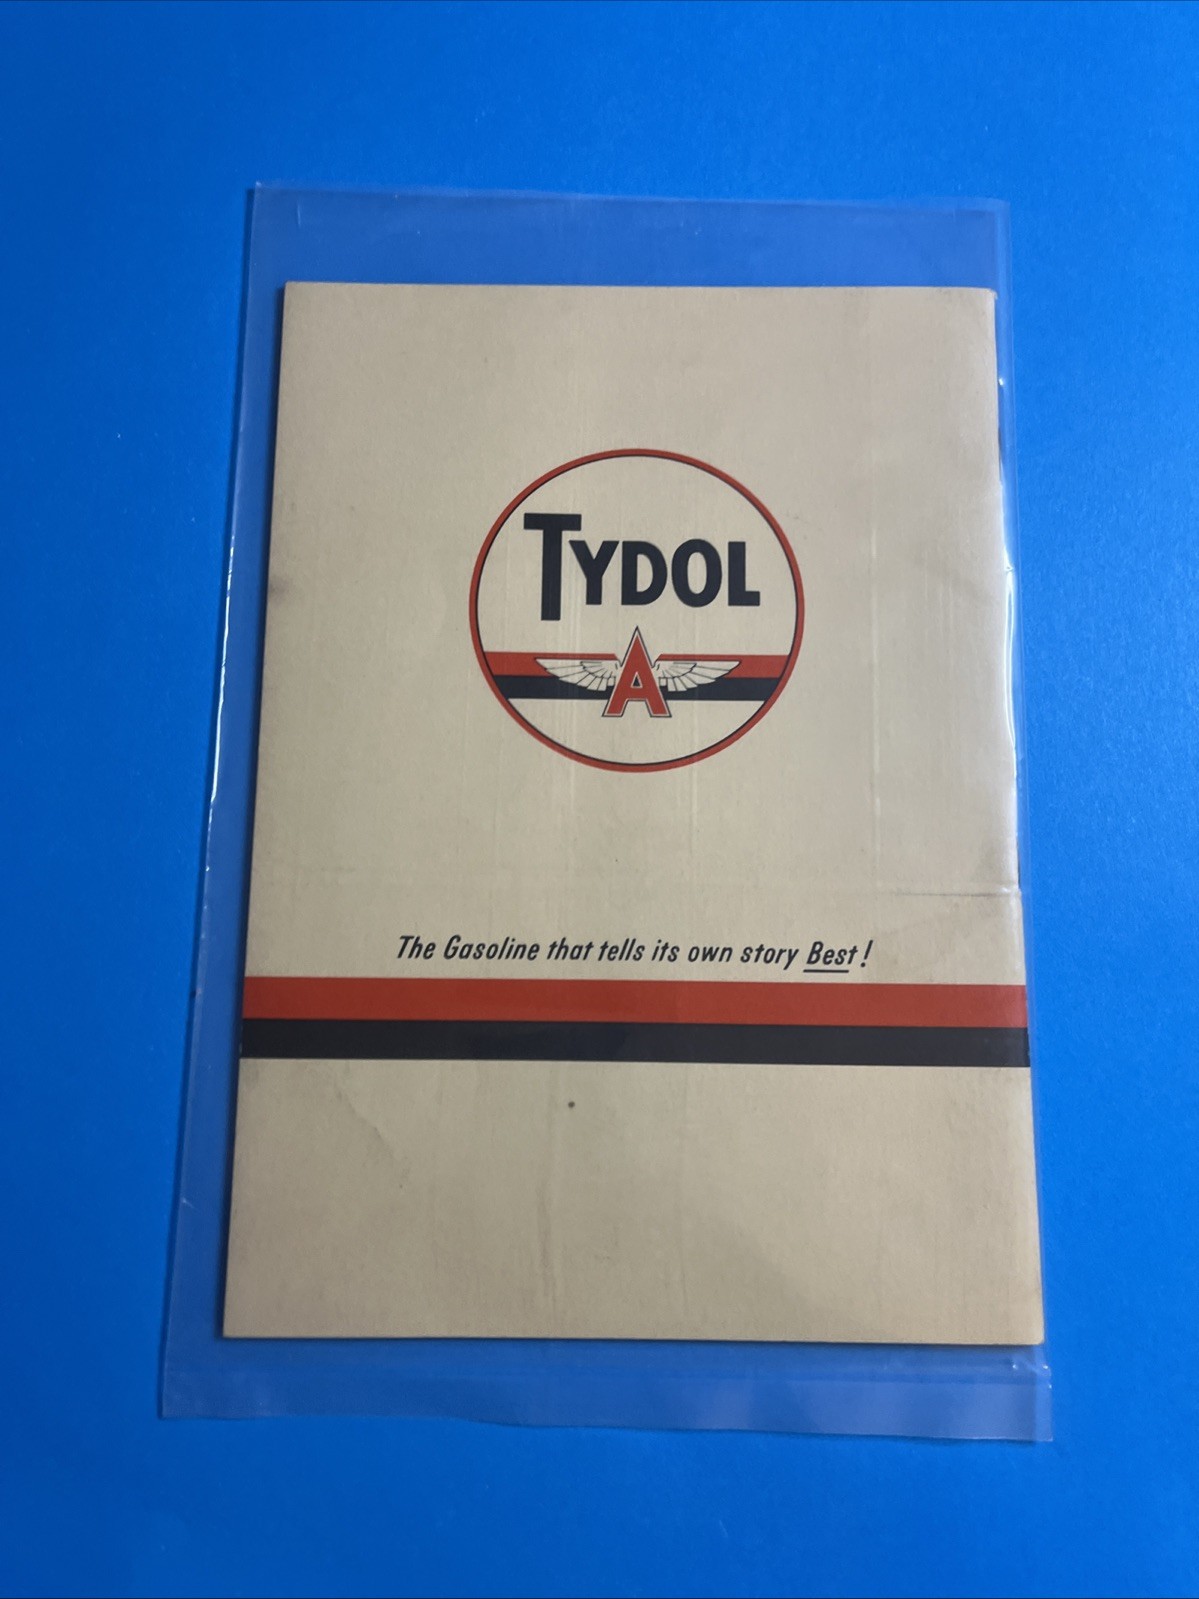 TYDOL
A
The Gasoline that tells its own story Best!